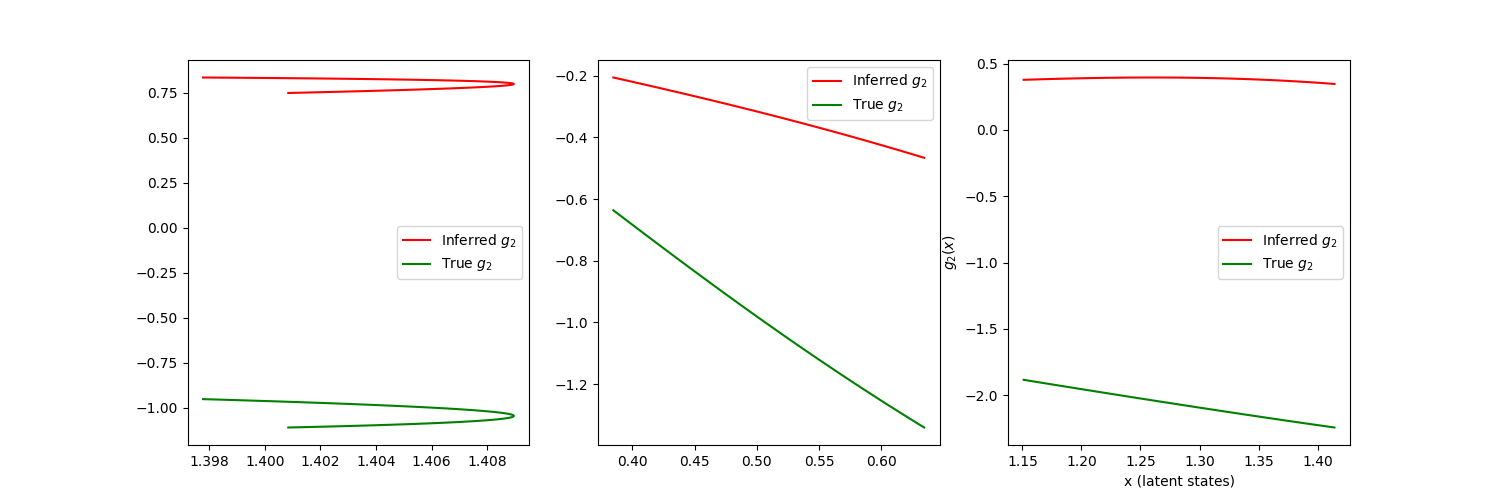 0.75
0.50
0.25
0.00
−0.25
−0.50
−0.75
−1.00
1.398 1.400 1.402 1.404 1.406 1.408
Inferred g₂
True g₂
−0.2
−0.4
−0.6
−0.8
−1.0
−1.2
0.40 0.45 0.50 0.55 0.60
Inferred g₂
True g₂
g₂(x)
0.5
0.0
−0.5
−1.0
−1.5
−2.0
1.15 1.20 1.25 1.30 1.35 1.40
x (latent states)
Inferred g₂
True g₂